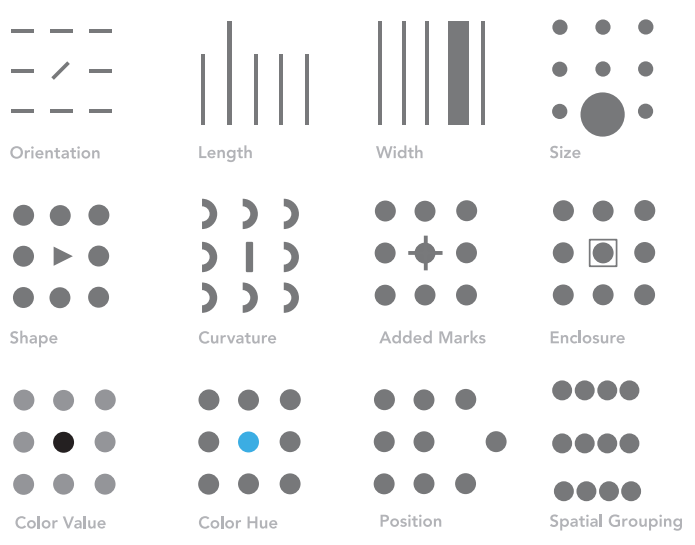 Orientation
Length
Width
Size
Shape
Curvature
Added Marks
Enclosure
Color Value
Color Hue
Position
Spatial Grouping